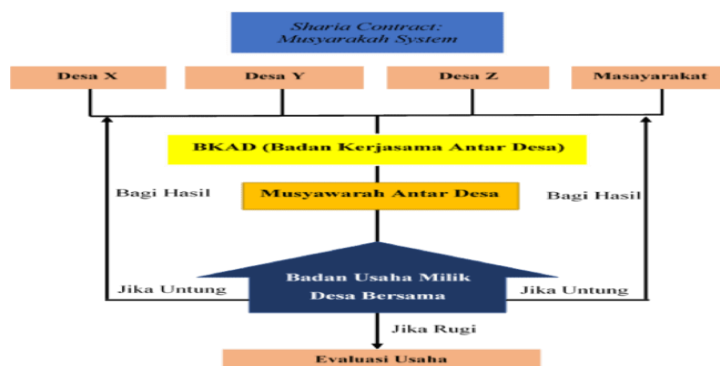 Sharia Contract:
Musyarakah System
Desa X
Desa Y
Desa Z
Masayarakat
BKAD (Badan Kerjasama Antar Desa)
Musyawarah Antar Desa
Bagi Hasil
Bagi Hasil
Badan Usaha Milik
Desa Bersama
Jika Untung
Jika Untung
Jika Rugi
Evaluasi Usaha